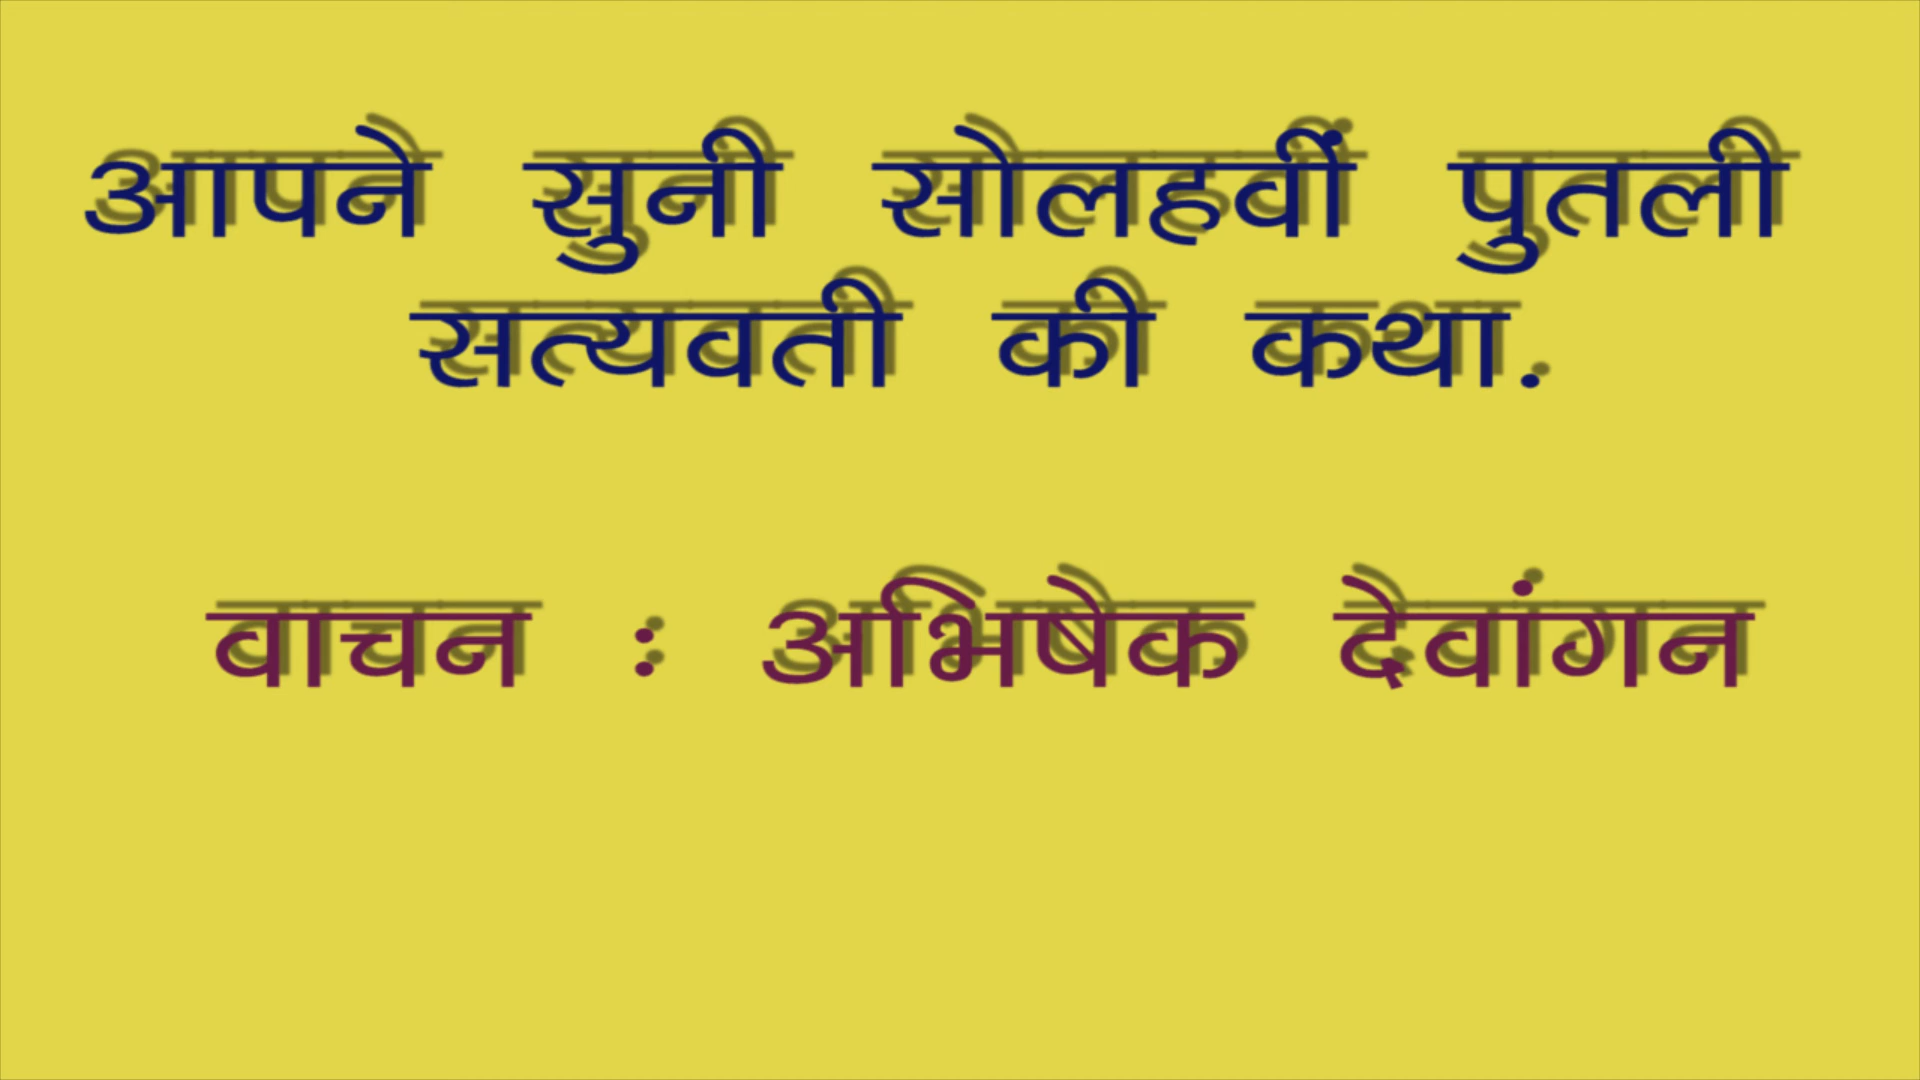 आपने सुनी सोलहवीं पुतली
सत्यवती की कथा.
वाचन : अभिषेक देवांगन